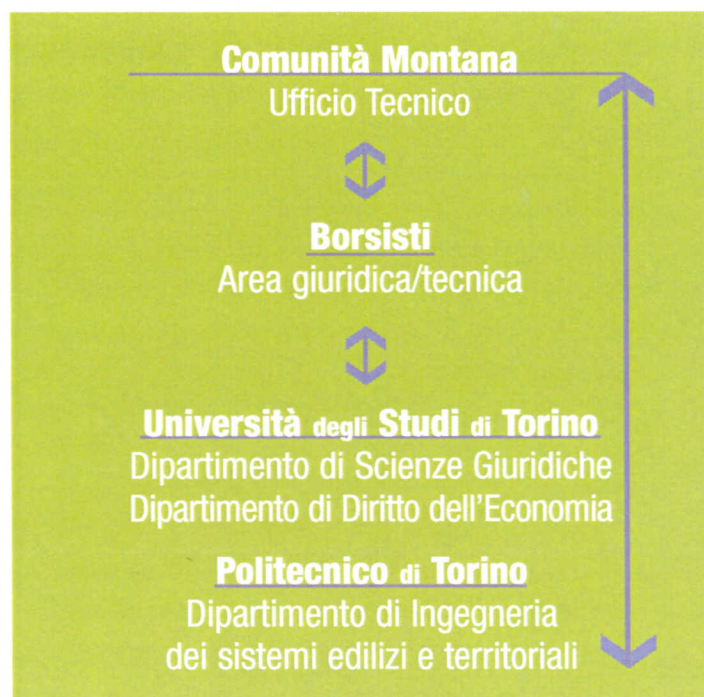 Comunità Montana
Ufficio Tecnico
Borsisti
Area giuridica/tecnica
Università degli Studi di Torino
Dipartimento di Scienze Giuridiche
Dipartimento di Diritto dell'Economia
Politecnico di Torino
Dipartimento di Ingegneria
dei sistemi edilizi e territoriali